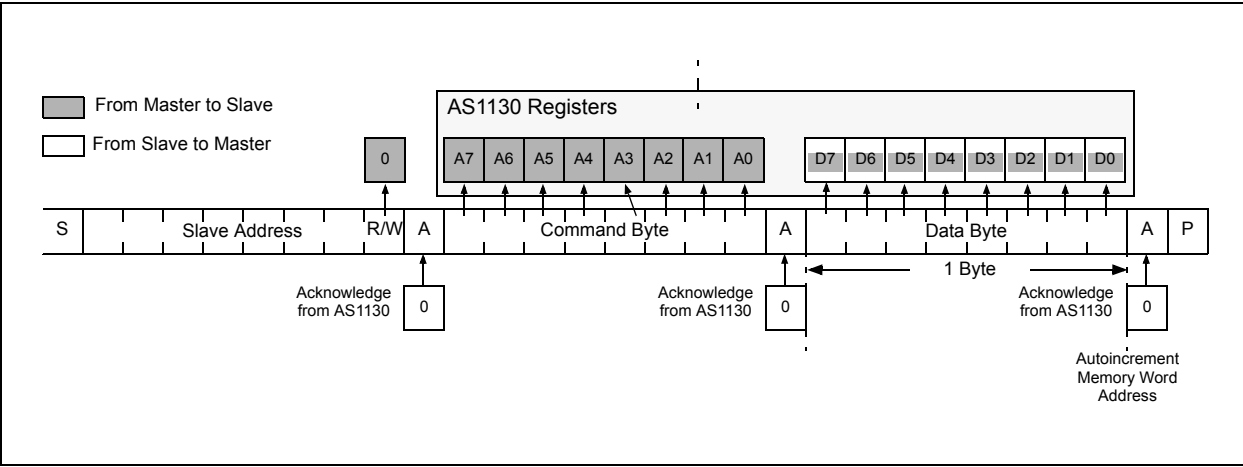 From Master to Slave
From Slave to Master
AS1130 Registers
0 A7 A6 A5 A4 A3 A2 A1 A0 D7 D6 D5 D4 D3 D2 D1 D0
S Slave Address R/W A Command Byte A Data Byte A P
1 Byte
Acknowledge
from AS1130
0
Acknowledge
from AS1130
0
Acknowledge
from AS1130
0
Autoincrement
Memory Word
Address